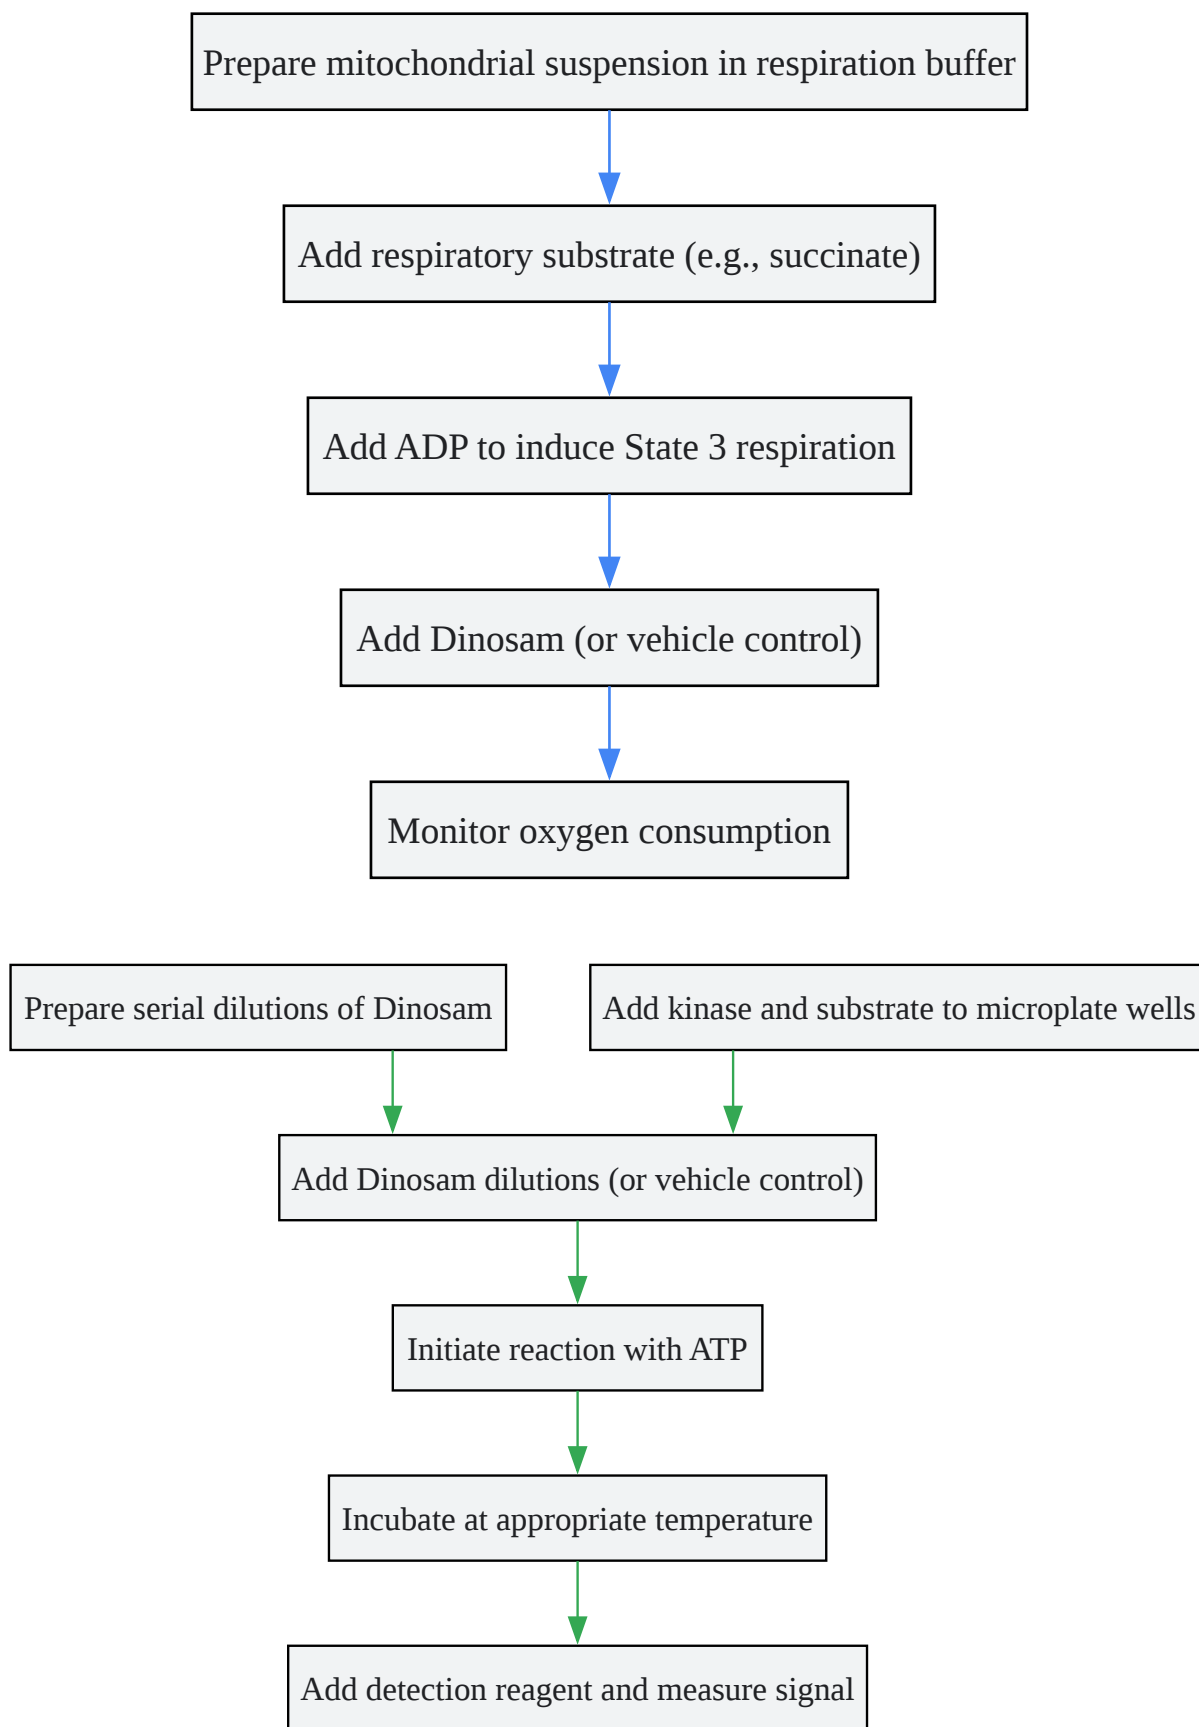 Prepare mitochondrial suspension in respiration buffer
Add respiratory substrate (e.g., succinate)
Add ADP to induce State 3 respiration
Add Dinosam (or vehicle control)
Monitor oxygen consumption
Prepare serial dilutions of Dinosam
Add kinase and substrate to microplate wells
Add Dinosam dilutions (or vehicle control)
Initiate reaction with ATP
Incubate at appropriate temperature
Add detection reagent and measure signal